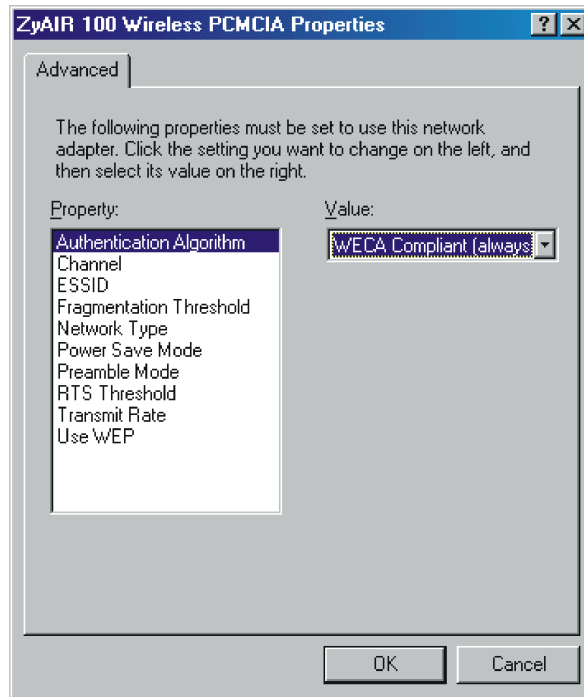 ZyAIR 100 Wireless PCMCIA Properties
Advanced
The following properties must be set to use this network
adapter. Click the setting you want to change on the left, and
then select its value on the right.
Property:
Value:
Authentication Algorithm
Channel
ESSID
Fragmentation Threshold
Network Type
Power Save Mode
Preamble Mode
RTS Threshold
Transmit Rate
Use WEP
WECA Compliant (always
OK
Cancel